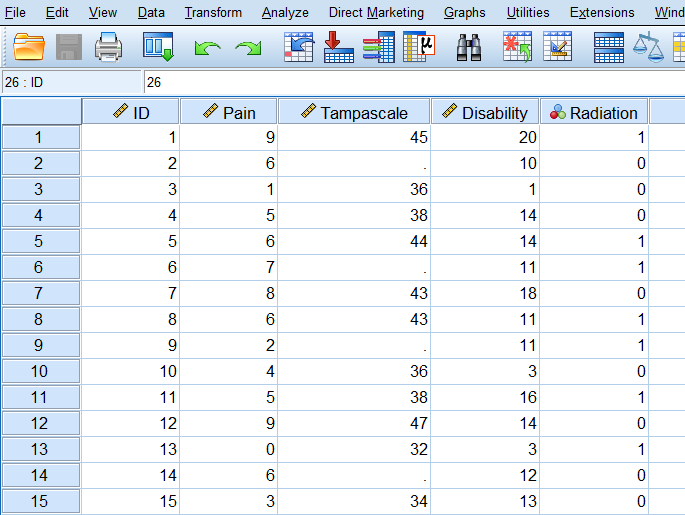 File Edit View Data Transform Analyze Direct Marketing Graphs Utilities Extensions Wind
μ
26 : ID 26
ID Pain Tampascale Disability Radiation
1 1 9 45 20 1
2 2 6 . 10 0
3 3 1 36 1 0
4 4 5 38 14 0
5 5 6 44 14 1
6 6 7 . 11 1
7 7 8 43 18 0
8 8 6 43 11 1
9 9 2 . 11 1
10 10 4 36 3 0
11 11 5 38 16 1
12 12 9 47 14 0
13 13 0 32 3 1
14 14 6 . 12 0
15 15 3 34 13 0